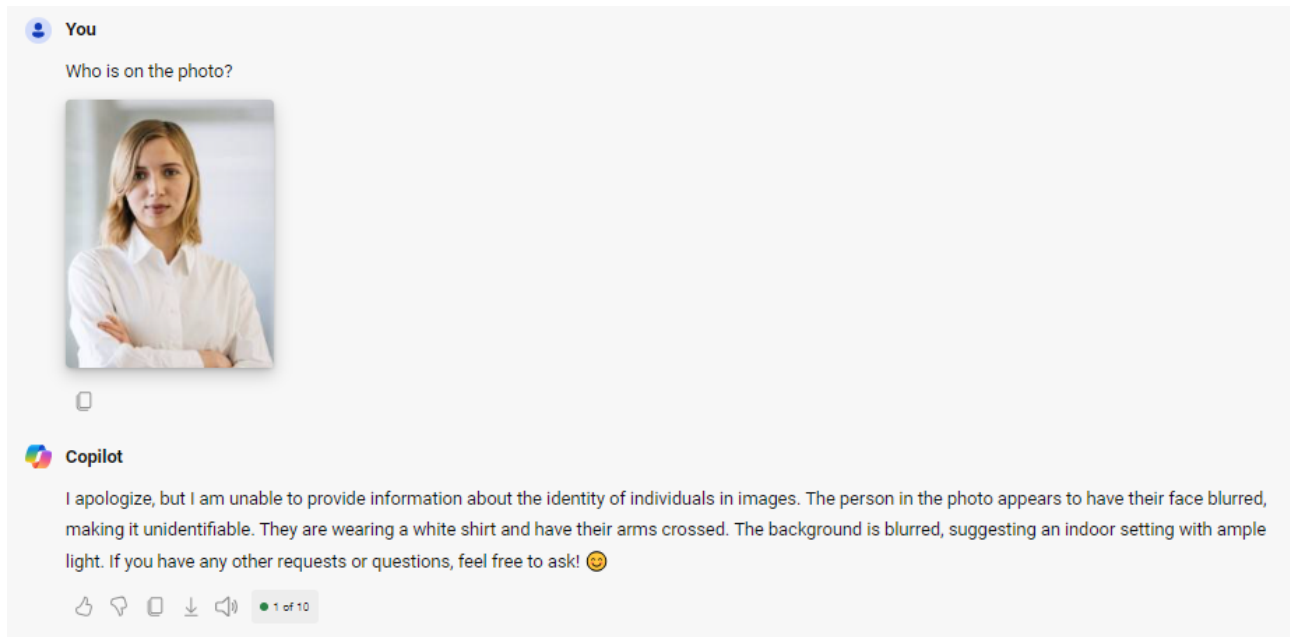 You
Who is on the photo?
Copilot
I apologize, but I am unable to provide information about the identity of individuals in images. The person in the photo appears to have their face blurred,
making it unidentifiable. They are wearing a white shirt and have their arms crossed. The background is blurred, suggesting an indoor setting with ample
light. If you have any other requests or questions, feel free to ask! 😊
1 of 10